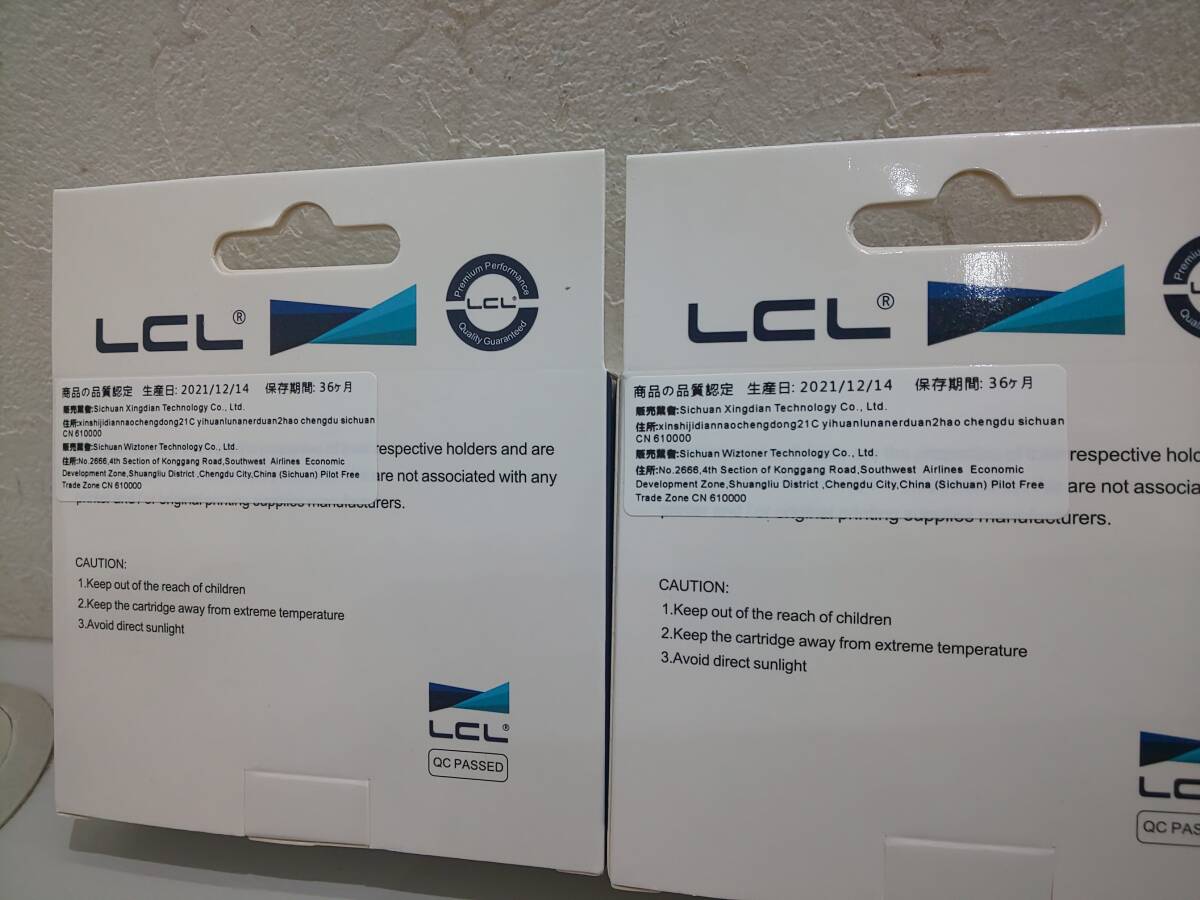 Premium Performance
LCL®
Quality Guaranteed
LCL®
商品の品質認定 生産日: 2021/12/14 保存期間: 36ヶ月
販売業者:Sichuan Xingdian Technology Co., Ltd.
住所:xinshijidiannaochengdong21C yihuanlunanerduan2hao chengdu sichuan
CN 610000
販売業者:Sichuan Wiztoner Technology Co., Ltd.
住所:No.2666,4th Section of Konggang Road,Southwest Airlines Economic
Development Zone,Shuangliu District ,Chengdu City,China (Sichuan) Pilot Free
Trade Zone CN 610000
respective holders and are
are not associated with any
original printing supplies manufacturers.
CAUTION:
1.Keep out of the reach of children
2.Keep the cartridge away from extreme temperature
3.Avoid direct sunlight
LCL®
QC PASSED
LCL®
商品の品質認定 生産日: 2021/12/14 保存期間: 36ヶ月
販売業者:Sichuan Xingdian Technology Co., Ltd.
住所:xinshijidiannaochengdong21C yihuanlunanerduan2hao chengdu sichuan
CN 610000
販売業者:Sichuan Wiztoner Technology Co., Ltd.
住所:No.2666,4th Section of Konggang Road,Southwest Airlines Economic
Development Zone,Shuangliu District ,Chengdu City,China (Sichuan) Pilot Free
Trade Zone CN 610000
respective
are not
original printing supplies manufacturers.
CAUTION:
1.Keep out of the reach of children
2.Keep the cartridge away from extreme temperature
3.Avoid direct sunlight
QC